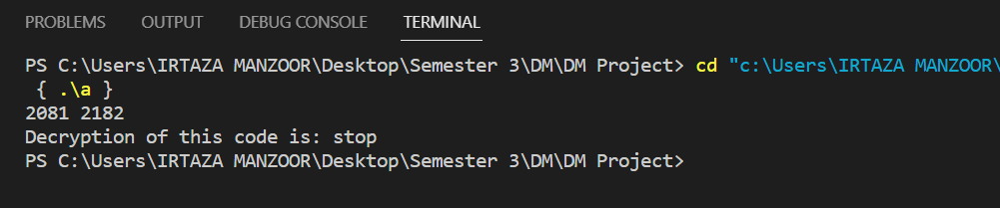 PROBLEMS OUTPUT DEBUG CONSOLE TERMINAL
PS C:\Users\IRTAZA MANZOOR\Desktop\Semester 3\DM\DM Project> cd "c:\Users\IRTAZA MANZOOR\
{ .\a }
2081 2182
Decryption of this code is: stop
PS C:\Users\IRTAZA MANZOOR\Desktop\Semester 3\DM\DM Project>